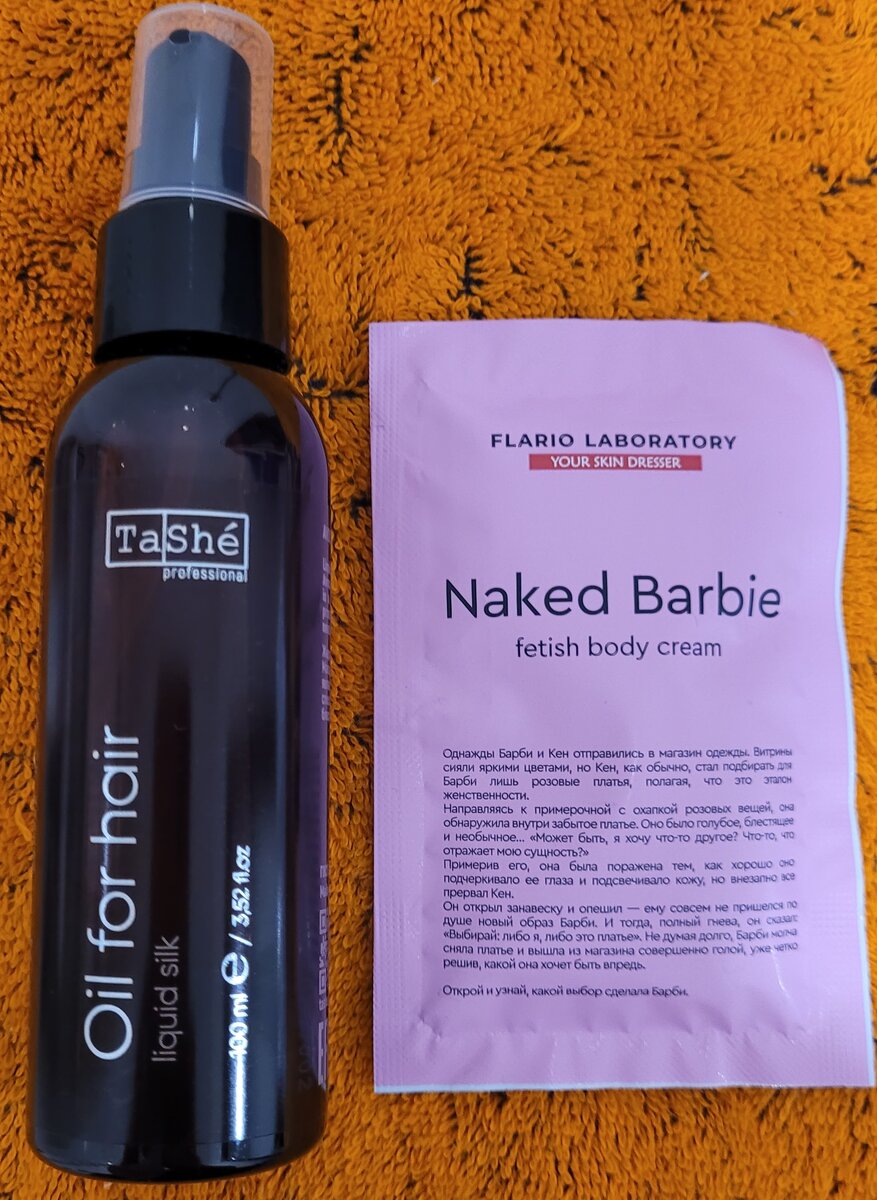 TaShé
professional
Oil for hair
liquid silk
100 ml e / 3,52 fl.oz
FLARIO LABORATORY
YOUR SKIN DRESSER
Naked Barbie
fetish body cream
Однажды Барби и Кен отправились в магазин одежды. Витрины
сияли яркими цветами, но Кен, как обычно, стал подбирать для
Барби лишь розовые платья, полагая, что это эталон
женственности.
Направляясь к примерочной с охапкой розовых вещей, она
обнаружила внутри забытое платье. Оно было голубое, блестящее
и необычное... «Может быть, я хочу что-то другое? Что-то, что
отражает мою сущность?»
Примерив его, она была поражена тем, как хорошо оно
подчеркивало ее глаза и подсвечивало кожу, но внезапно все
прервал Кен.
Он открыл занавеску и опешил — ему совсем не пришелся по
душе новый образ Барби. И тогда, полный гнева, он сказал:
«Выбирай: либо я, либо это платье». Не думая долго, Барби молча
сняла платье и вышла из магазина совершенно голой, уже четко
решив, какой она хочет быть впредь.
Открой и узнай, какой выбор сделала Барби.